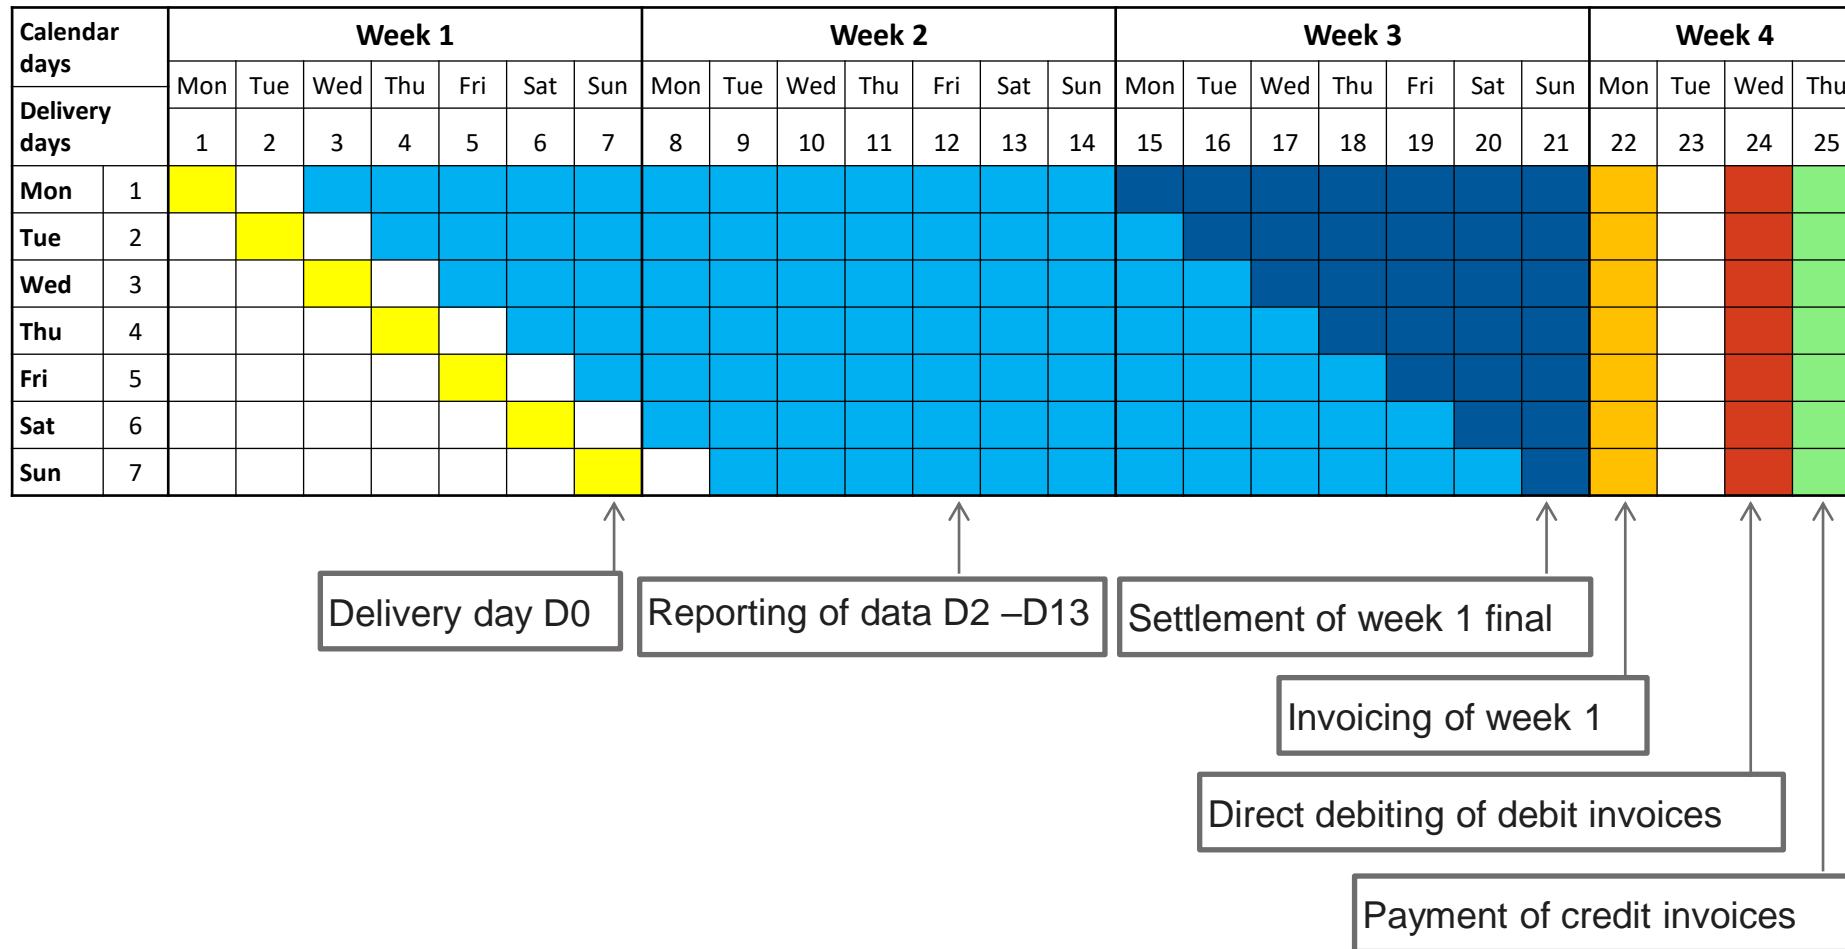 Calendar days Week 1 Week 2 Week 3 Week 4
Mon Tue Wed Thu Fri Sat Sun Mon Tue Wed Thu Fri Sat Sun Mon Tue Wed Thu Fri Sat Sun Mon Tue Wed Thu
Delivery days 1 2 3 4 5 6 7 8 9 10 11 12 13 14 15 16 17 18 19 20 21 22 23 24 25
Mon 1
Tue 2
Wed 3
Thu 4
Fri 5
Sat 6
Sun 7
Delivery day D0
Reporting of data D2 –D13
Settlement of week 1 final
Invoicing of week 1
Direct debiting of debit invoices
Payment of credit invoices